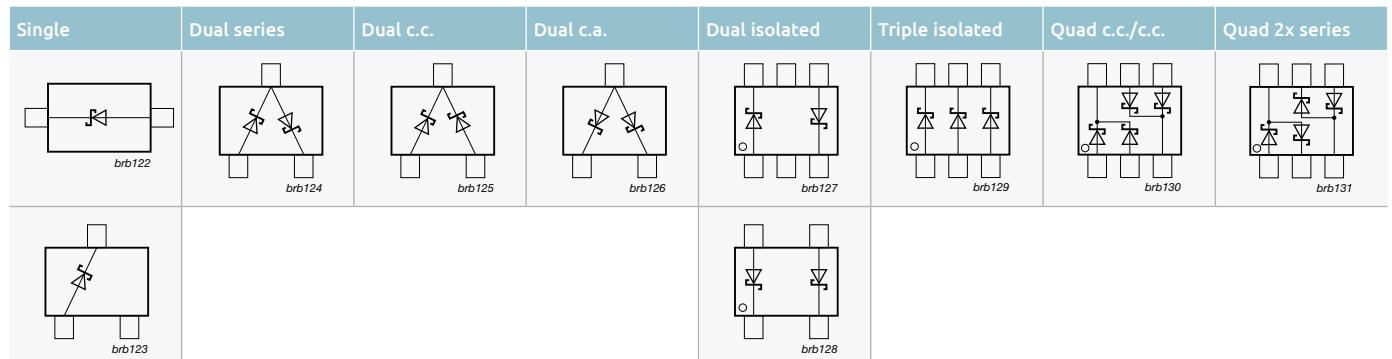 Single Dual series Dual c.c. Dual c.a. Dual isolated Triple isolated Quad c.c./c.c. Quad 2x series
brb122 brb124 brb125 brb126 brb127 brb129 brb130 brb131
brb123 brb128